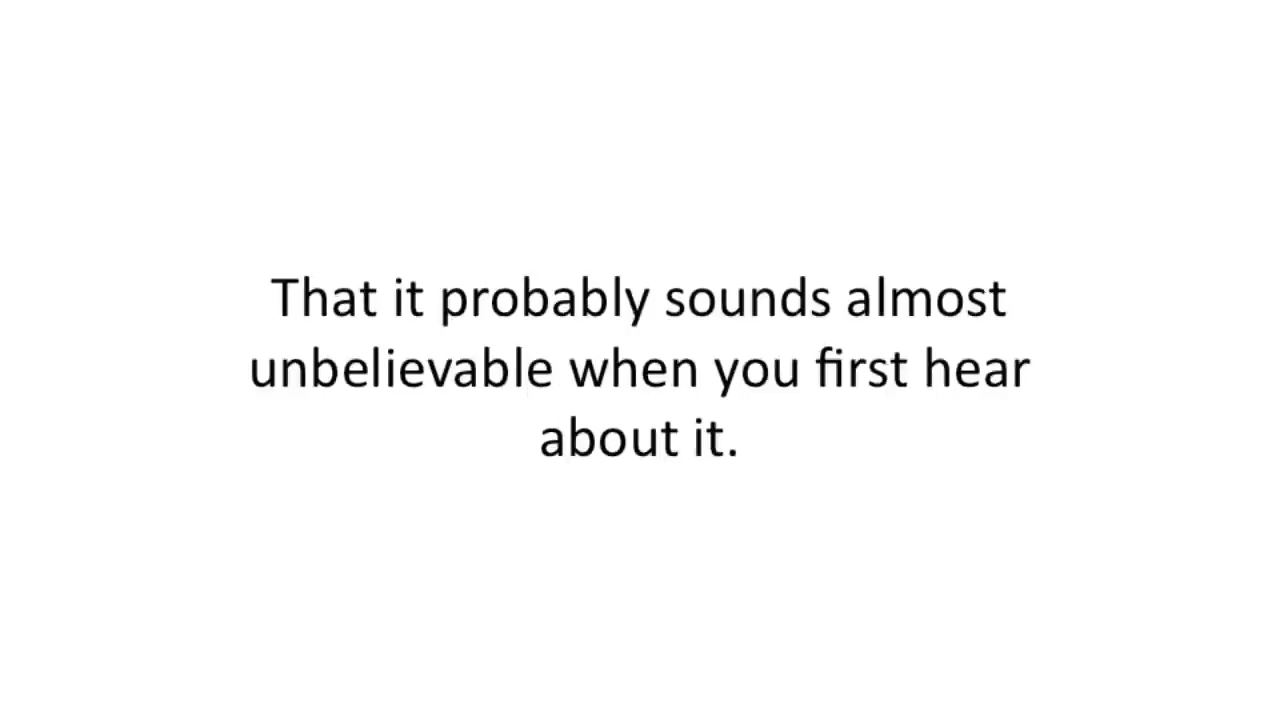 That it probably sounds almost
unbelievable when you first hear
about it.